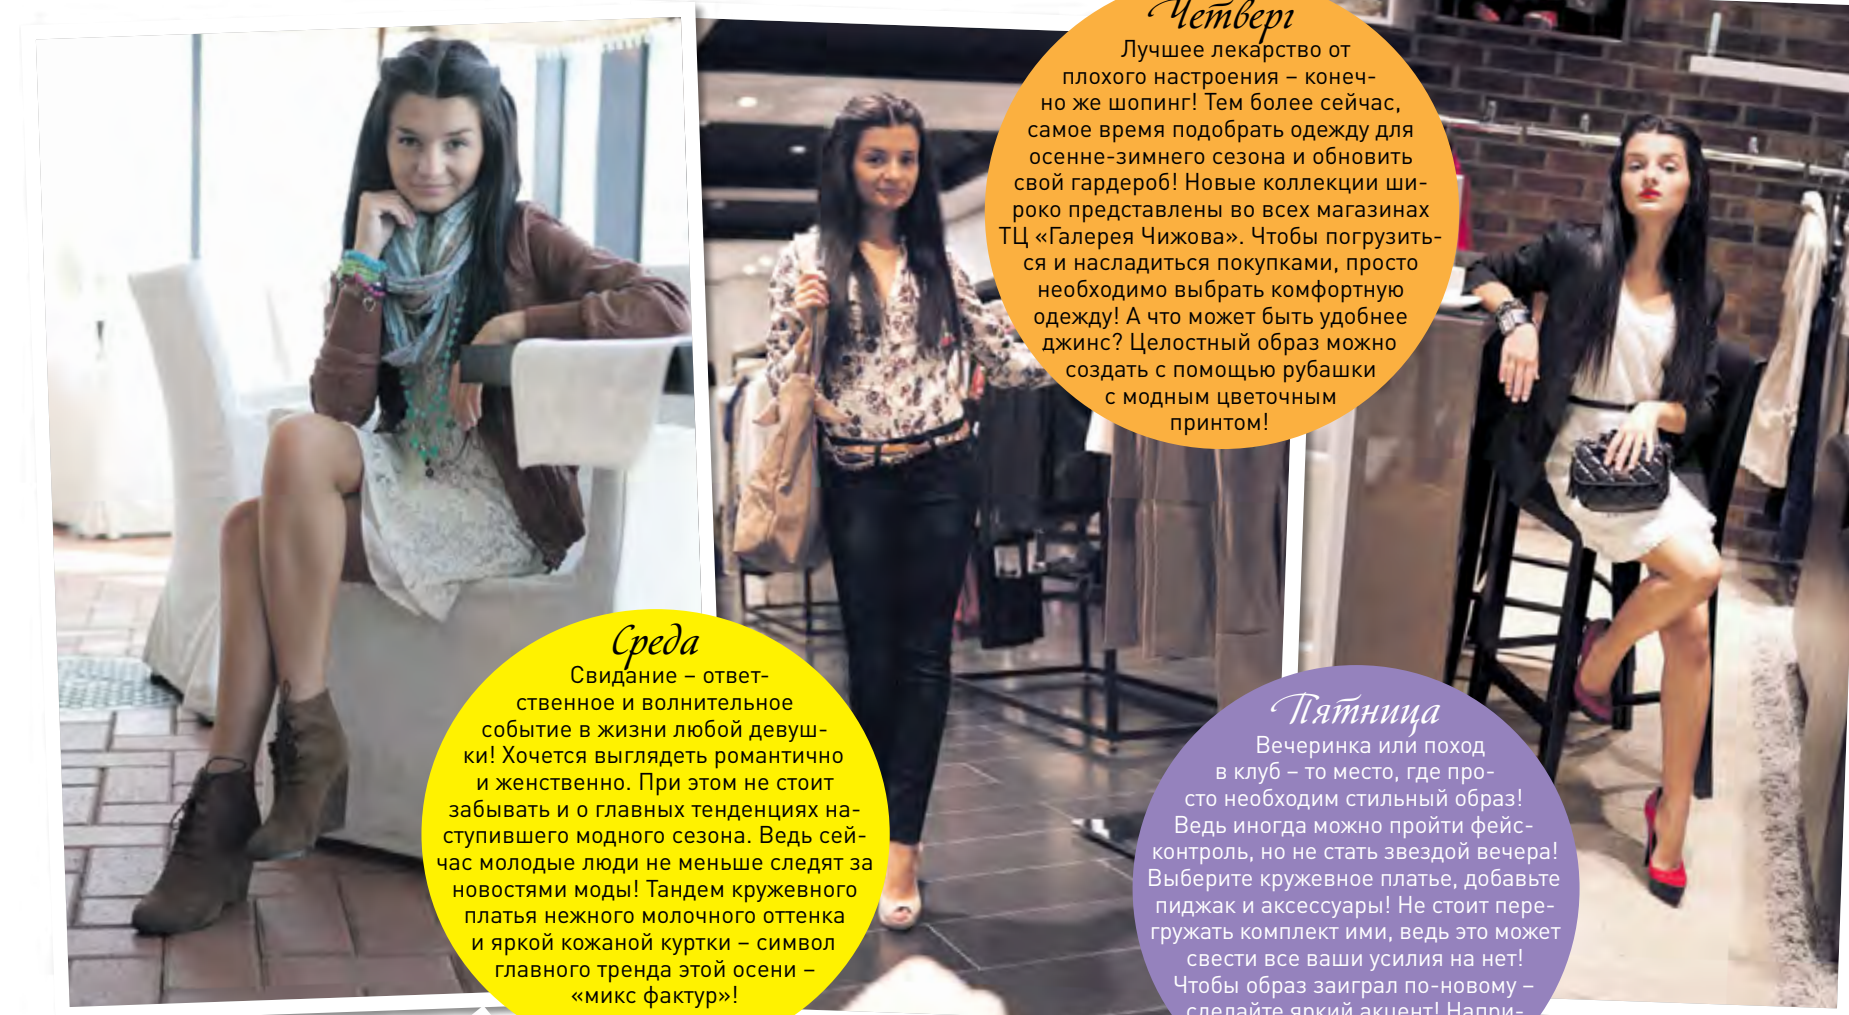 Среда
Свидание – ответ-
ственное и волнительное
событие в жизни любой девуш-
ки! Хочется выглядеть романтично
и женственно. При этом не стоит
забывать и о главных тенденциях на-
ступившего модного сезона. Ведь сей-
час молодые люди не меньше следят за
новостями моды! Тандем кружевного
платья нежного молочного оттенка
и яркой кожаной куртки – символ
главного тренда этой осени –
«микс фактур»!
Четверг
Лучшее лекарство от
плохого настроения – конеч-
но же шопинг! Тем более сейчас,
самое время подобрать одежду для
осенне-зимнего сезона и обновить
свой гардероб! Новые коллекции ши-
роко представлены во всех магазинах
ТЦ «Галерея Чижова». Чтобы погрузить-
ся и насладиться покупками, просто
необходимо выбрать комфортную
одежду! А что может быть удобнее
джинс? Целостный образ можно
создать с помощью рубашки
с модным цветочным
принтом!
Пятница
Вечеринка или поход
в клуб – то место, где про-
сто необходим стильный образ!
Ведь иногда можно пройти фейс-
контроль, но не стать звездой вечера!
Выберите кружевное платье, добавьте
пиджак и аксессуары! Не стоит пере-
гружать комплект ими, ведь это может
свести все ваши усилия на нет!
Чтобы образ заиграл по-новому –
сделайте яркий акцент! Напри-